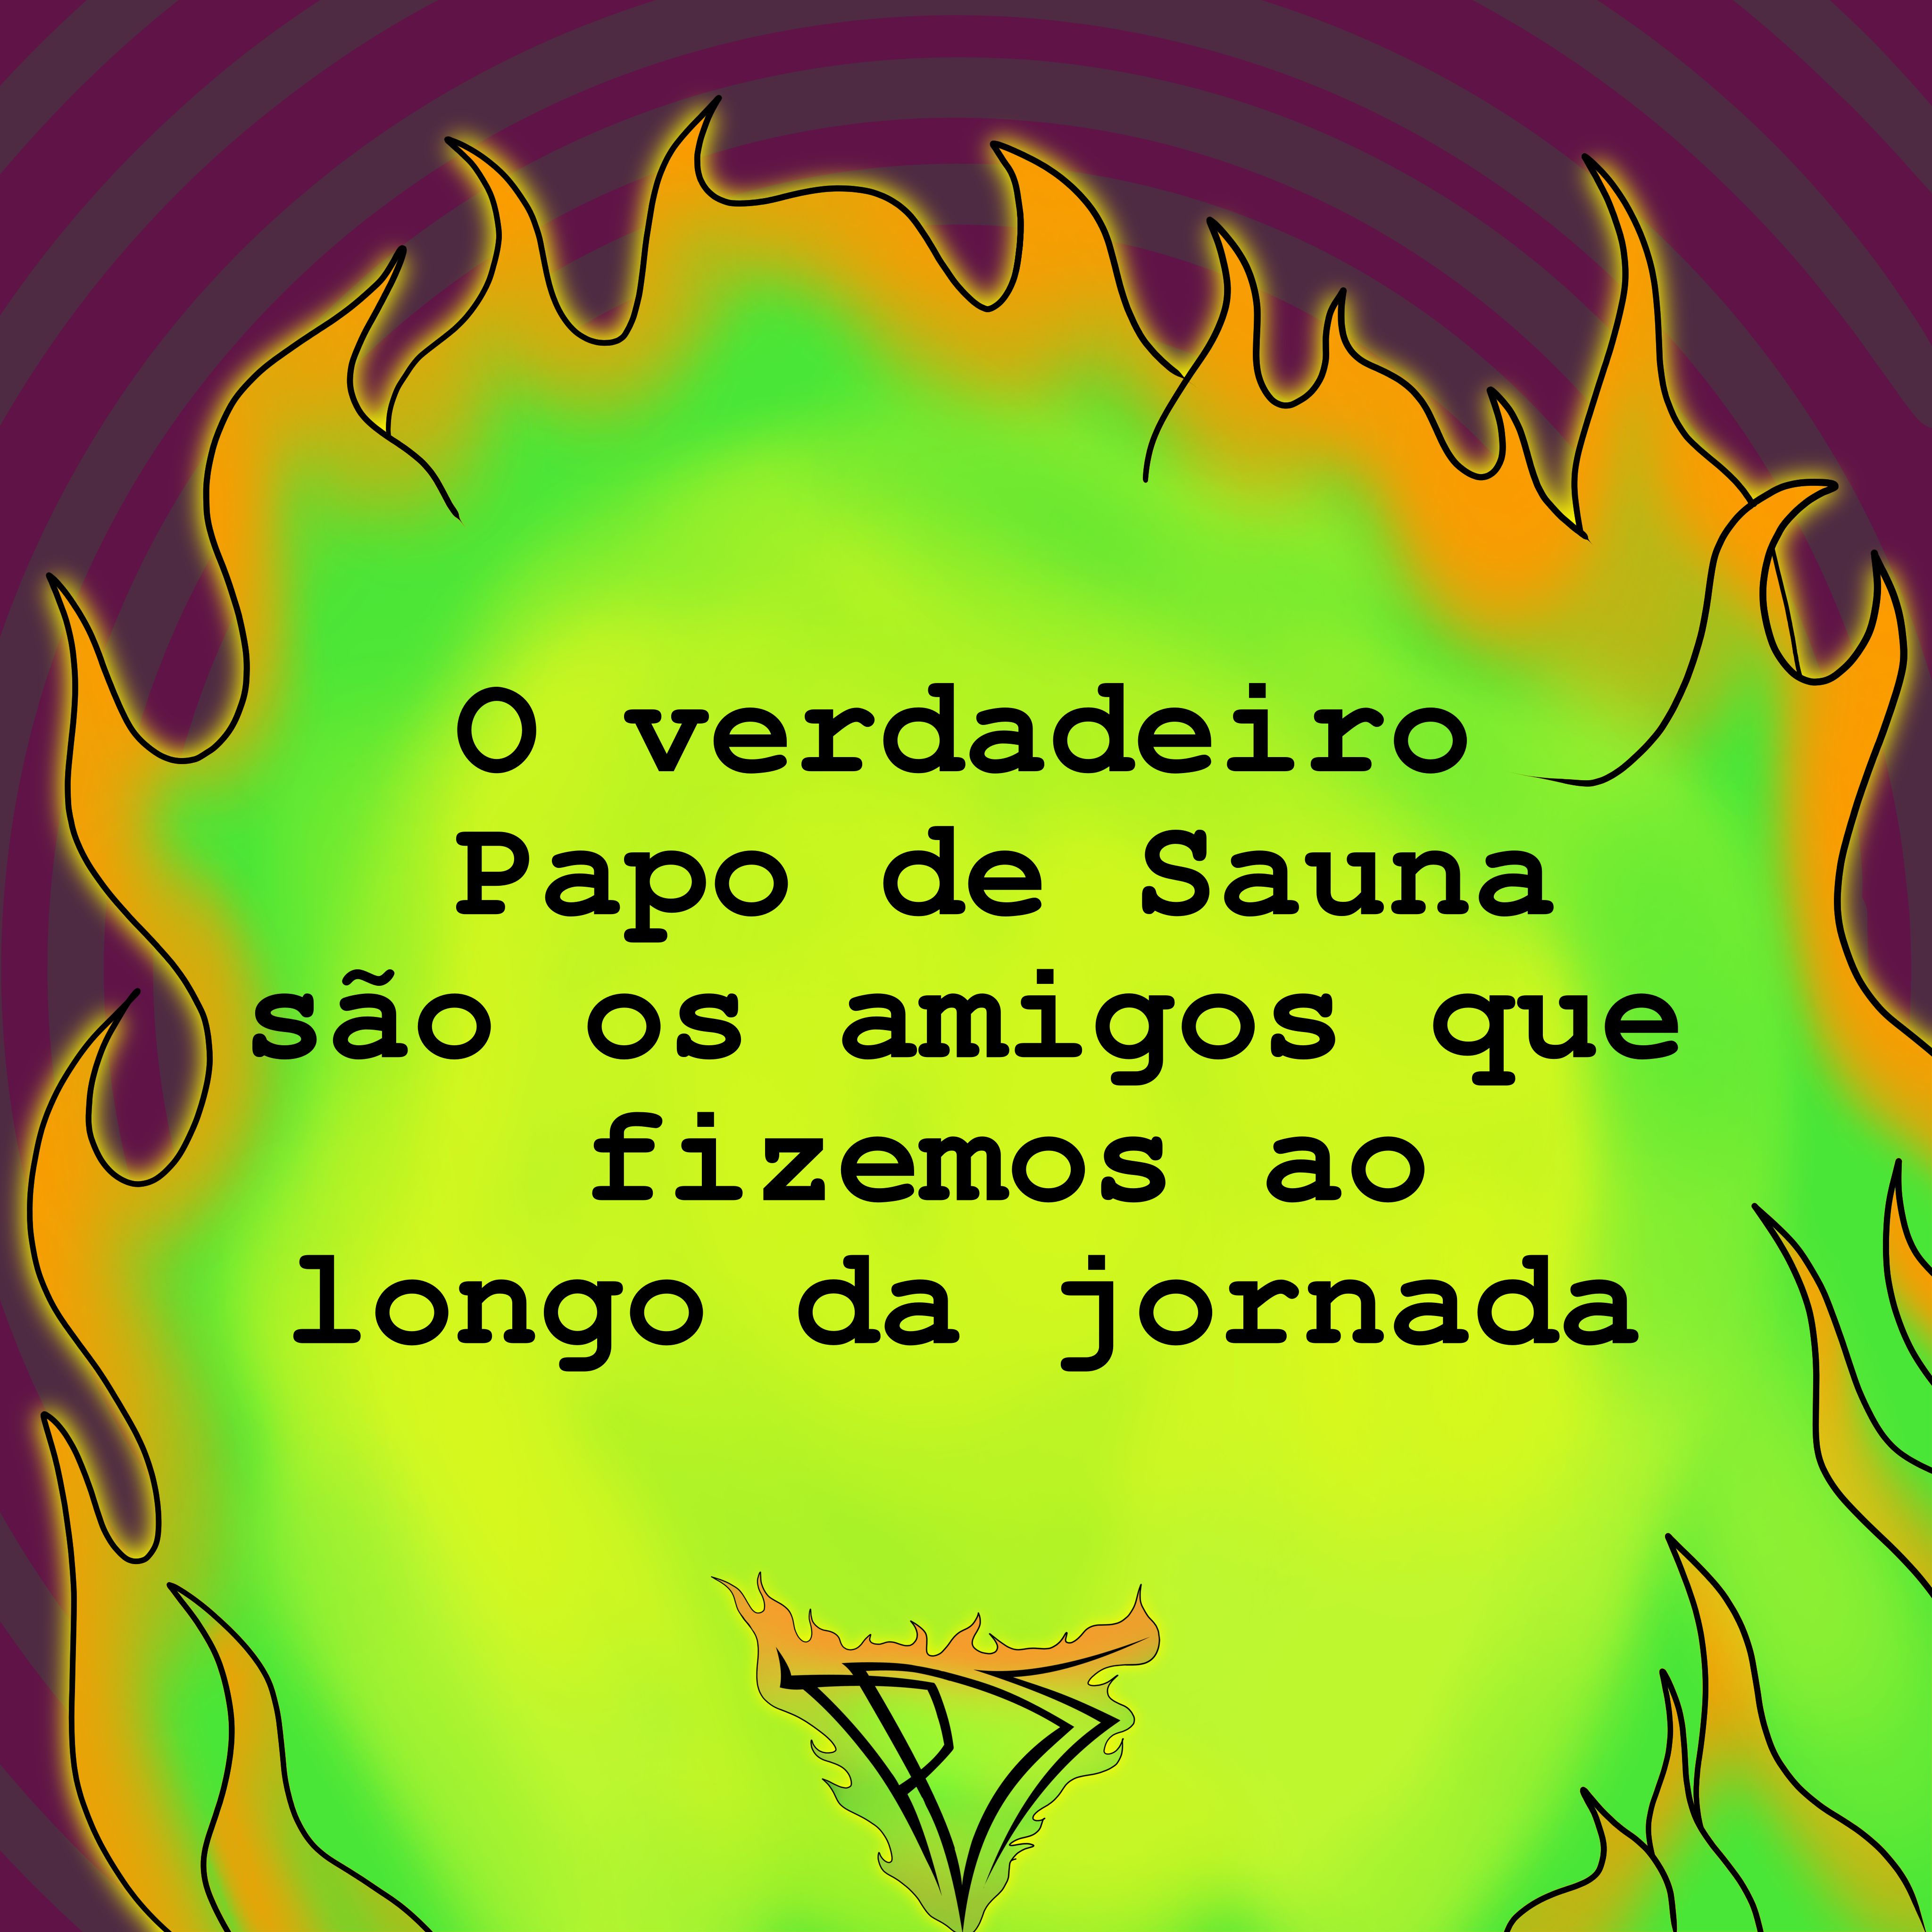 O verdadeiro
Papo de Sauna
são os amigos que
fizemos ao
longo da jornada